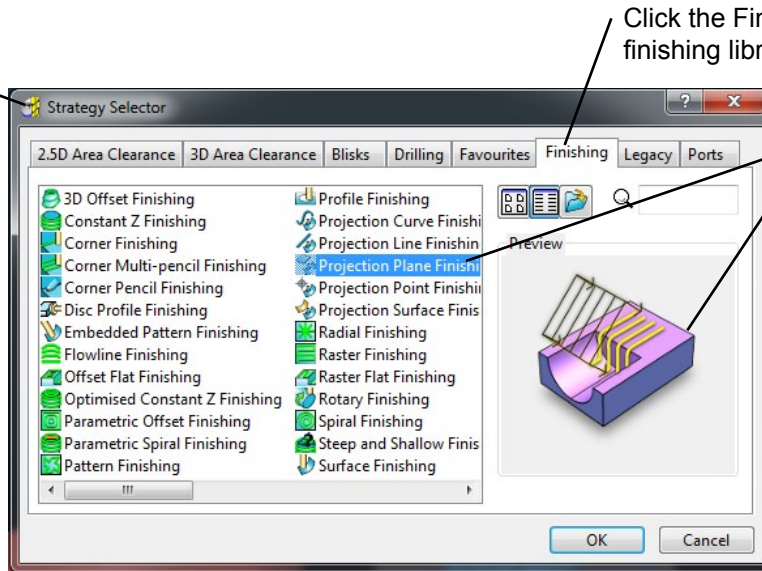 Click the Fin
finishing libr
Strategy Selector
2.5D Area Clearance 3D Area Clearance Blisks Drilling Favourites Finishing Legacy Ports
3D Offset Finishing
Constant Z Finishing
Corner Finishing
Corner Multi-pencil Finishing
Corner Pencil Finishing
Disc Profile Finishing
Embedded Pattern Finishing
Flowline Finishing
Offset Flat Finishing
Optimised Constant Z Finishing
Parametric Offset Finishing
Parametric Spiral Finishing
Pattern Finishing
Profile Finishing
Projection Curve Finishi
Projection Line Finishin
Projection Plane Finishi
Projection Point Finishin
Projection Surface Finis
Radial Finishing
Raster Finishing
Raster Flat Finishing
Rotary Finishing
Spiral Finishing
Steep and Shallow Finis
Surface Finishing
Preview
OK Cancel